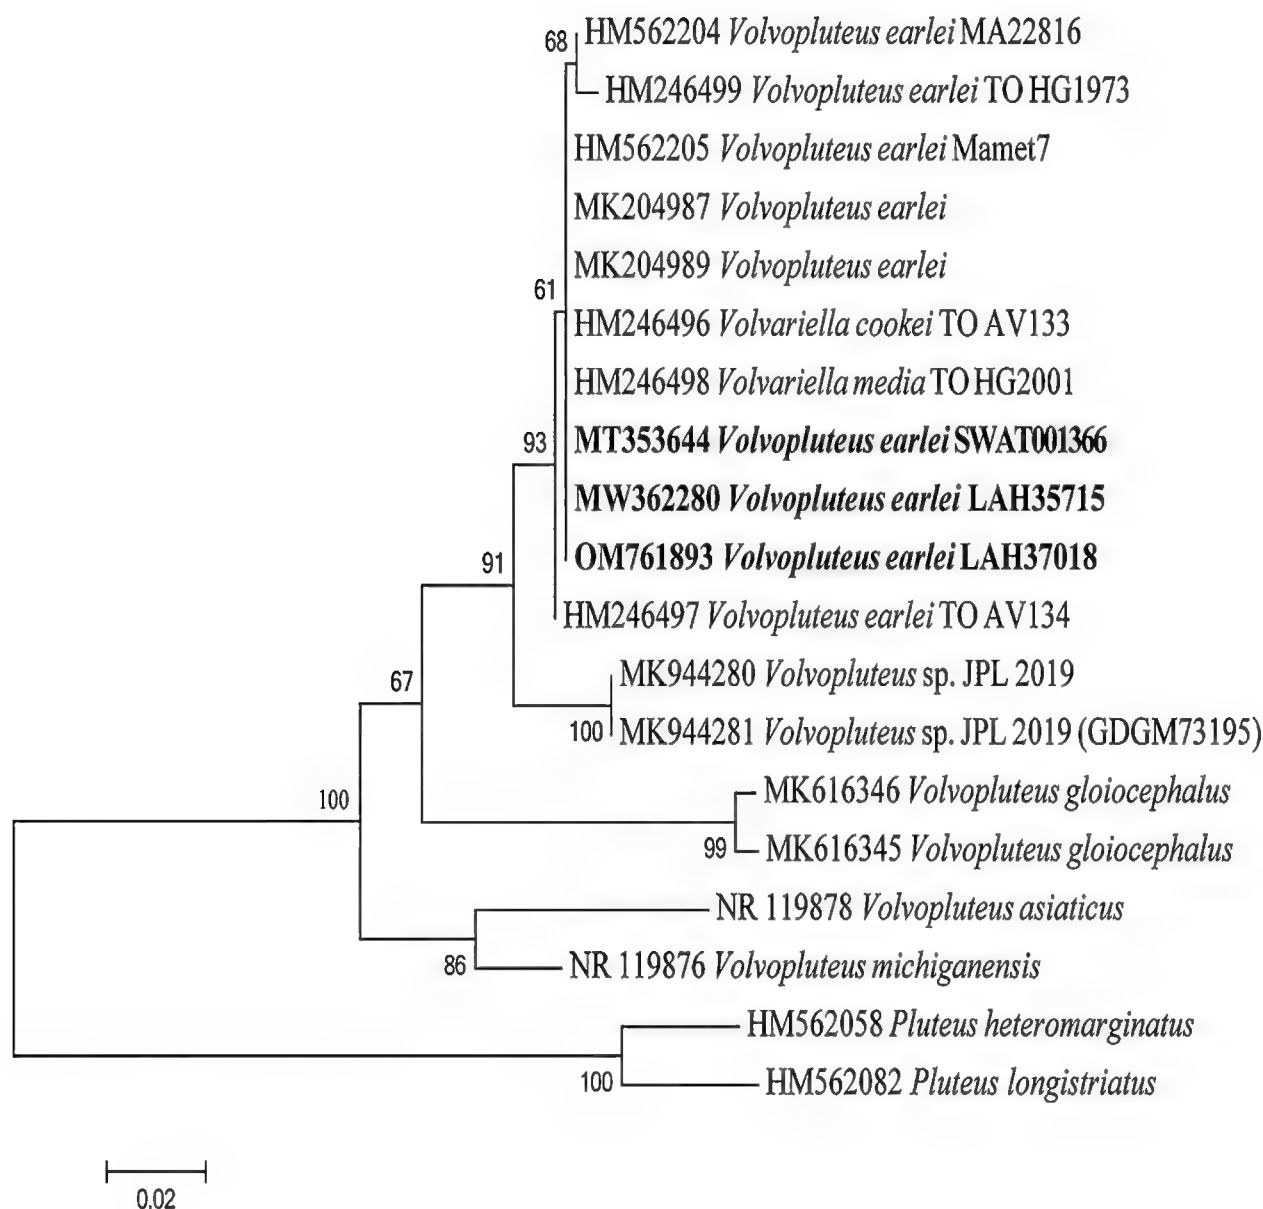 68
HM562204 Volvopluteus earlei MA22816
HM246499 Volvopluteus earlei TO HG1973
HM562205 Volvopluteus earlei Mamet7
MK204987 Volvopluteus earlei
MK204989 Volvopluteus earlei
61
HM246496 Volvariella cookei TO AV133
HM246498 Volvariella media TO HG2001
93
MT353644 Volvopluteus earlei SWAT001366
MW362280 Volvopluteus earlei LAH35715
91
OM761893 Volvopluteus earlei LAH37018
HM246497 Volvopluteus earlei TO AV134
67
MK944280 Volvopluteus sp. JPL 2019
100
MK944281 Volvopluteus sp. JPL 2019 (GDGM73195)
100
MK616346 Volvopluteus gloiocephalus
99
MK616345 Volvopluteus gloiocephalus
NR 119878 Volvopluteus asiaticus
86
NR 119876 Volvopluteus michiganensis
HM562058 Pluteus heteromarginatus
100
HM562082 Pluteus longistriatus
0.02